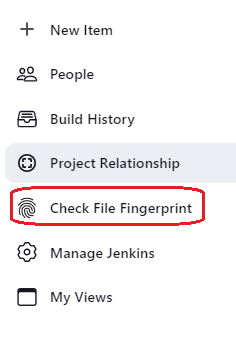 New Item
People
Build History
Project Relationship
Check File Fingerprint
Manage Jenkins
My Views